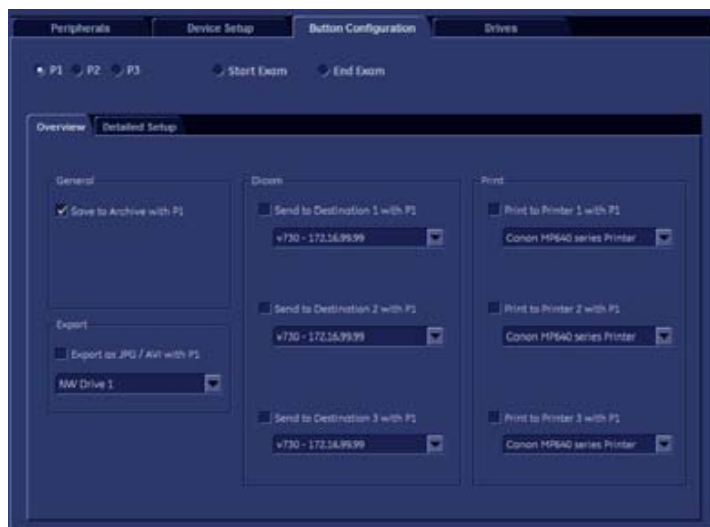 Peripherals Device Setup Button Configuration Drives
P1 P2 P3 Start Exam End Exam
Overview Detailed Setup
General
Save to Archive with P1
Export
Export as JPG / AVI with P1
NW Drive 1
Dicom
Send to Destination 1 with P1
v730 - 172.16.99.99
Send to Destination 2 with P1
v730 - 172.16.99.99
Send to Destination 3 with P1
v730 - 172.16.99.99
Print
Print to Printer 1 with P1
Canon MP640 series Printer
Print to Printer 2 with P1
Canon MP640 series Printer
Print to Printer 3 with P1
Canon MP640 series Printer